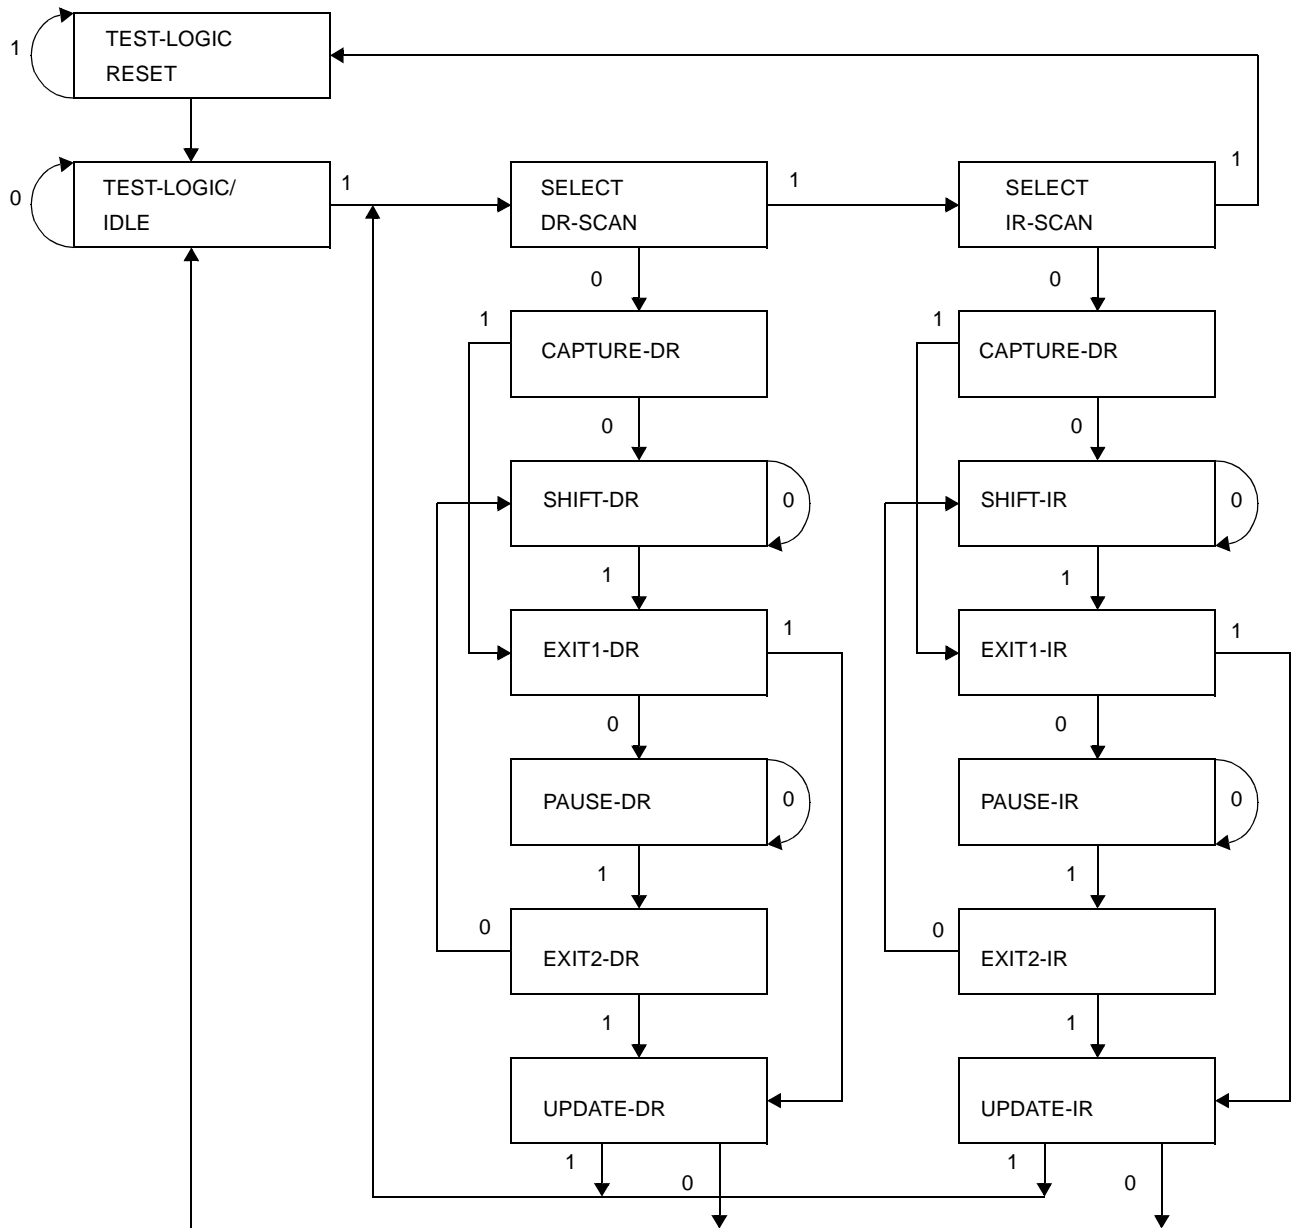 TEST-LOGIC
RESET
1
TEST-LOGIC/
IDLE
0
1
SELECT
DR-SCAN
1
SELECT
IR-SCAN
1
0
0
1
CAPTURE-DR
1
CAPTURE-DR
0
0
SHIFT-DR
0
SHIFT-IR
0
1
1
EXIT1-DR
1
EXIT1-IR
1
0
0
PAUSE-DR
0
PAUSE-IR
0
1
1
0
EXIT2-DR
0
EXIT2-IR
1
1
UPDATE-DR
UPDATE-IR
1
0
1
0